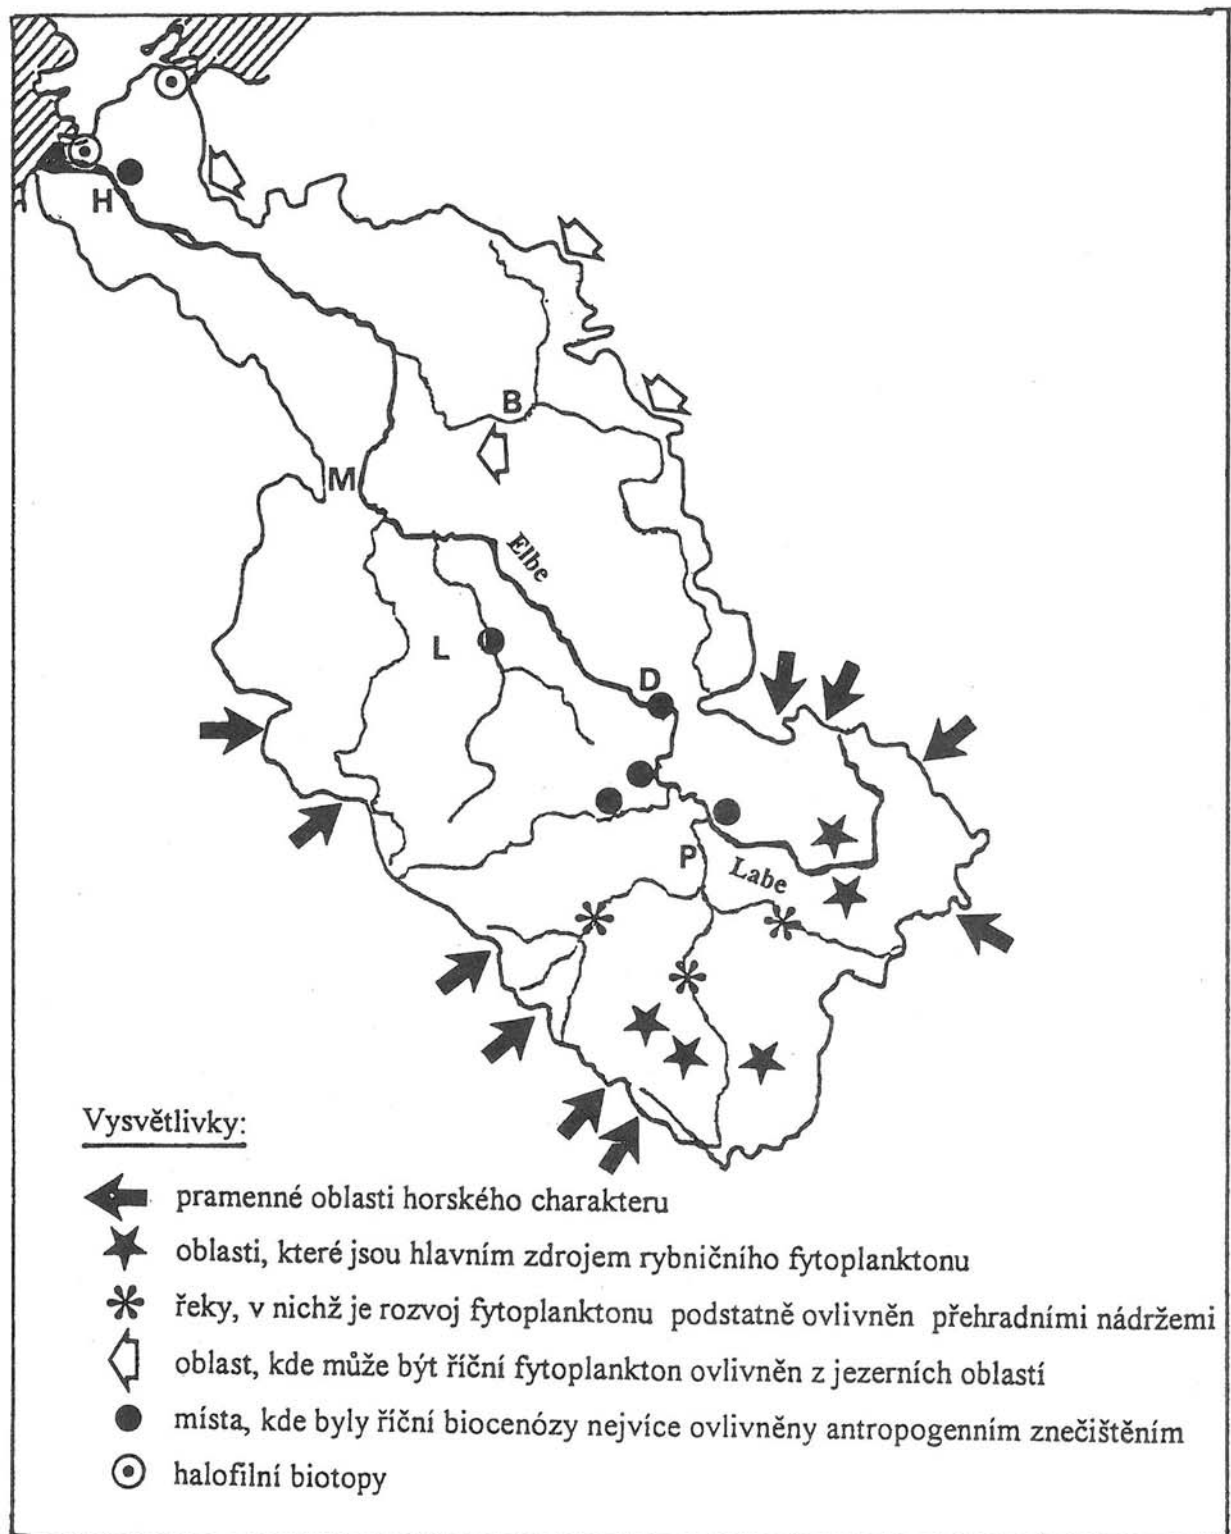 H
B
M
Elbe
L
D
P
Labe
Vysvětlivky:
pramenné oblasti horského charakteru
oblasti, které jsou hlavním zdrojem rybničního fytoplanktonu
řeky, v nichž je rozvoj fytoplanktonu podstatně ovlivněn přehradními nádržemi
oblast, kde může být říční fytoplankton ovlivněn z jezerních oblastí
místa, kde byly říční biocenózy nejvíce ovlivněny antropogenním znečištěním
halofilní biotopy